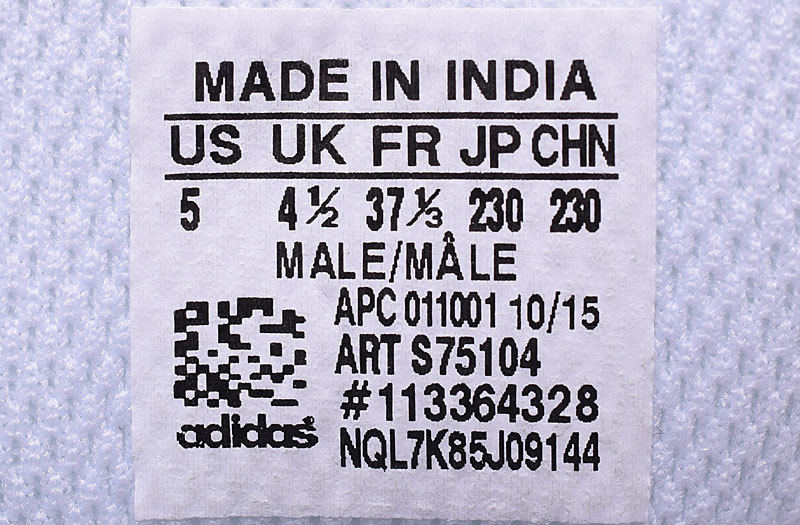 MADE IN INDIA
US UK FR JP CHN
5 4½ 37⅓ 230 230
MALE/MÂLE
APC 011001 10/15
ART S75104
#113364328
adidas®
NQL7K85J09144